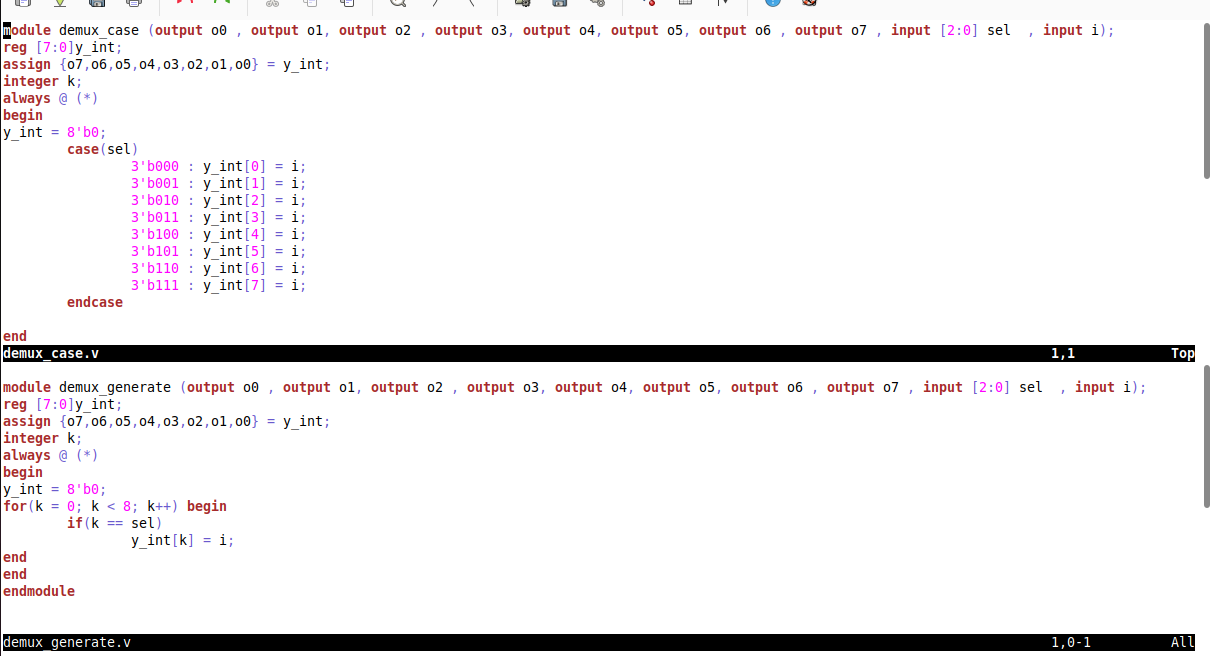 module demux_case (output o0 , output o1, output o2 , output o3, output o4, output o5, output o6 , output o7 , input [2:0] sel  , input i);
reg [7:0]y_int;
assign {o7,o6,o5,o4,o3,o2,o1,o0} = y_int;
integer k;
always @ (*)
begin
y_int = 8'b0;
        case(sel)
                3'b000 : y_int[0] = i;
                3'b001 : y_int[1] = i;
                3'b010 : y_int[2] = i;
                3'b011 : y_int[3] = i;
                3'b100 : y_int[4] = i;
                3'b101 : y_int[5] = i;
                3'b110 : y_int[6] = i;
                3'b111 : y_int[7] = i;
        endcase

end
demux_case.v 1,1 Top

module demux_generate (output o0 , output o1, output o2 , output o3, output o4, output o5, output o6 , output o7 , input [2:0] sel  , input i);
reg [7:0]y_int;
assign {o7,o6,o5,o4,o3,o2,o1,o0} = y_int;
integer k;
always @ (*)
begin
y_int = 8'b0;
for(k = 0; k < 8; k++) begin
        if(k == sel)
                y_int[k] = i;
end
end
endmodule

demux_generate.v 1,0-1 All